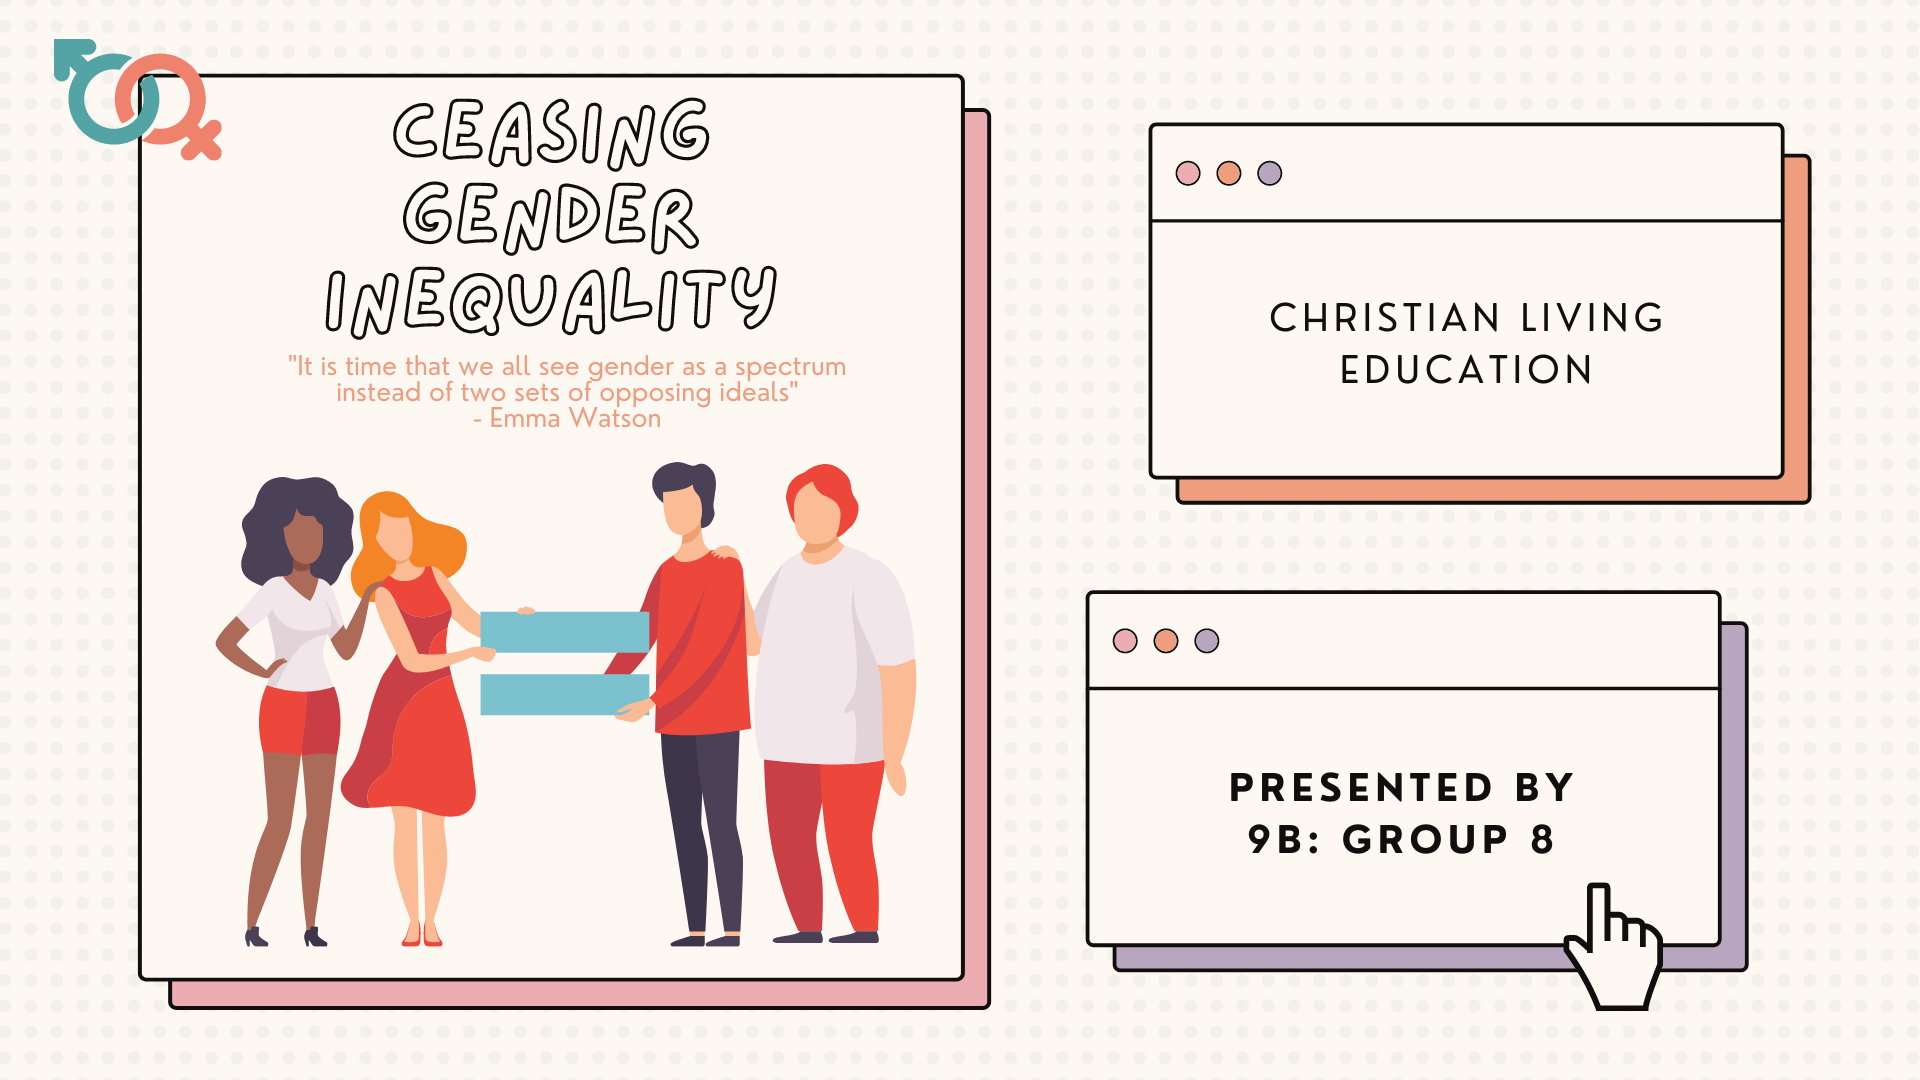 CEASING
GENDER
INEQUALITY
"It is time that we all see gender as a spectrum
instead of two sets of opposing ideals"
- Emma Watson
CHRISTIAN LIVING
EDUCATION
PRESENTED BY
9B: GROUP 8